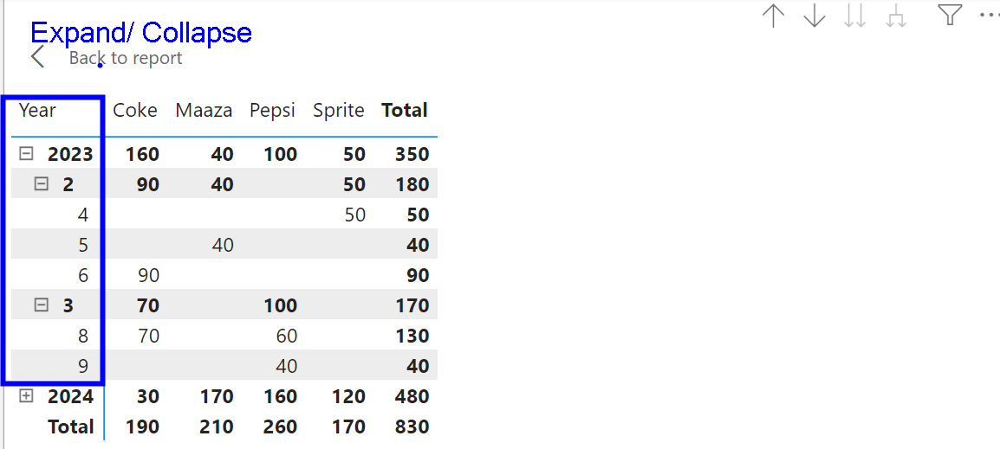 Expand/ Collapse
Back to report
Year Coke Maaza Pepsi Sprite Total
2023 160 40 100 50 350
2 90 40 50 180
4 50 50
5 40 40
6 90 90
3 70 100 170
8 70 60 130
9 40 40
2024 30 170 160 120 480
Total 190 210 260 170 830